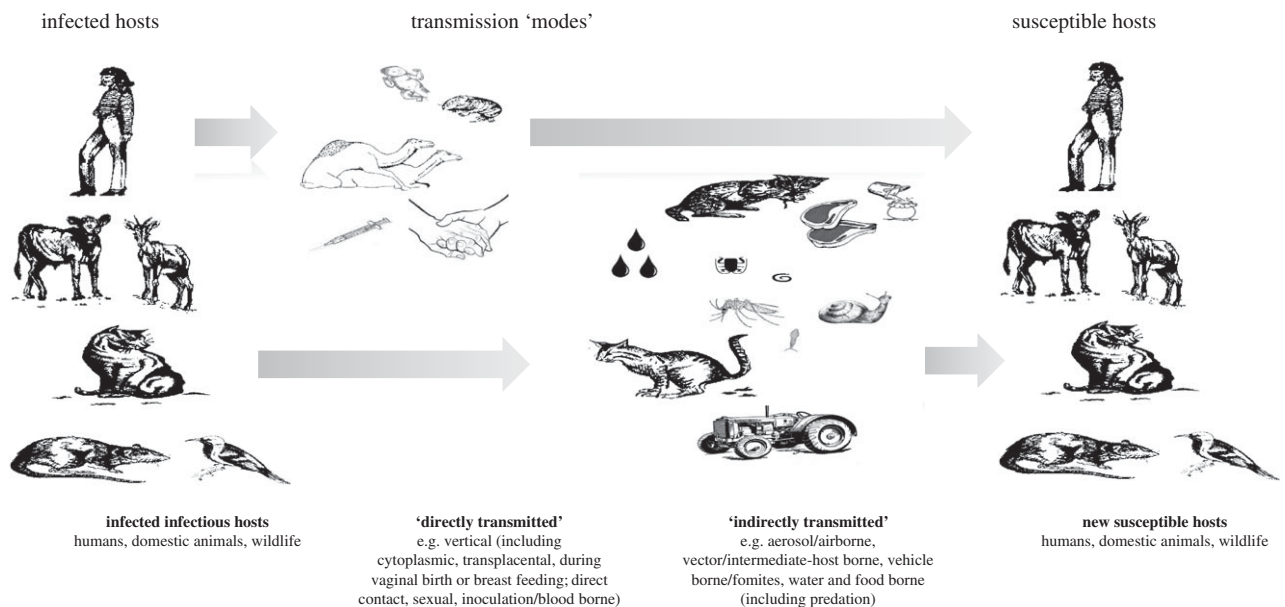 infected hosts
transmission ‘modes’
susceptible hosts
infected infectious hosts
humans, domestic animals, wildlife
‘directly transmitted’
e.g. vertical (including
cytoplasmic, transplacental, during
vaginal birth or breast feeding; direct
contact, sexual, inoculation/blood borne)
‘indirectly transmitted’
e.g. aerosol/airborne,
vector/intermediate-host borne, vehicle
borne/fomites, water and food borne
(including predation)
new susceptible hosts
humans, domestic animals, wildlife